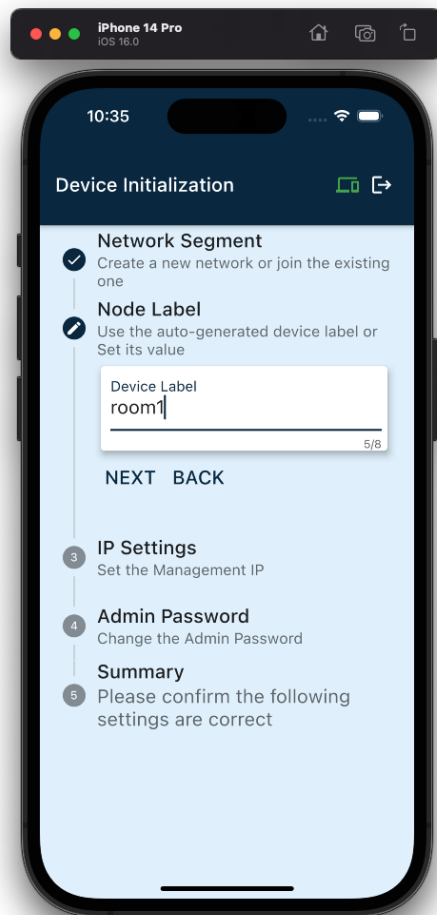 iPhone 14 Pro
iOS 16.0
10:35
Device Initialization
Network Segment
Create a new network or join the existing
one
Node Label
Use the auto-generated device label or
Set its value
Device Label
room1
5/8
NEXT BACK
3
IP Settings
Set the Management IP
4
Admin Password
Change the Admin Password
Summary
5
Please confirm the following
settings are correct